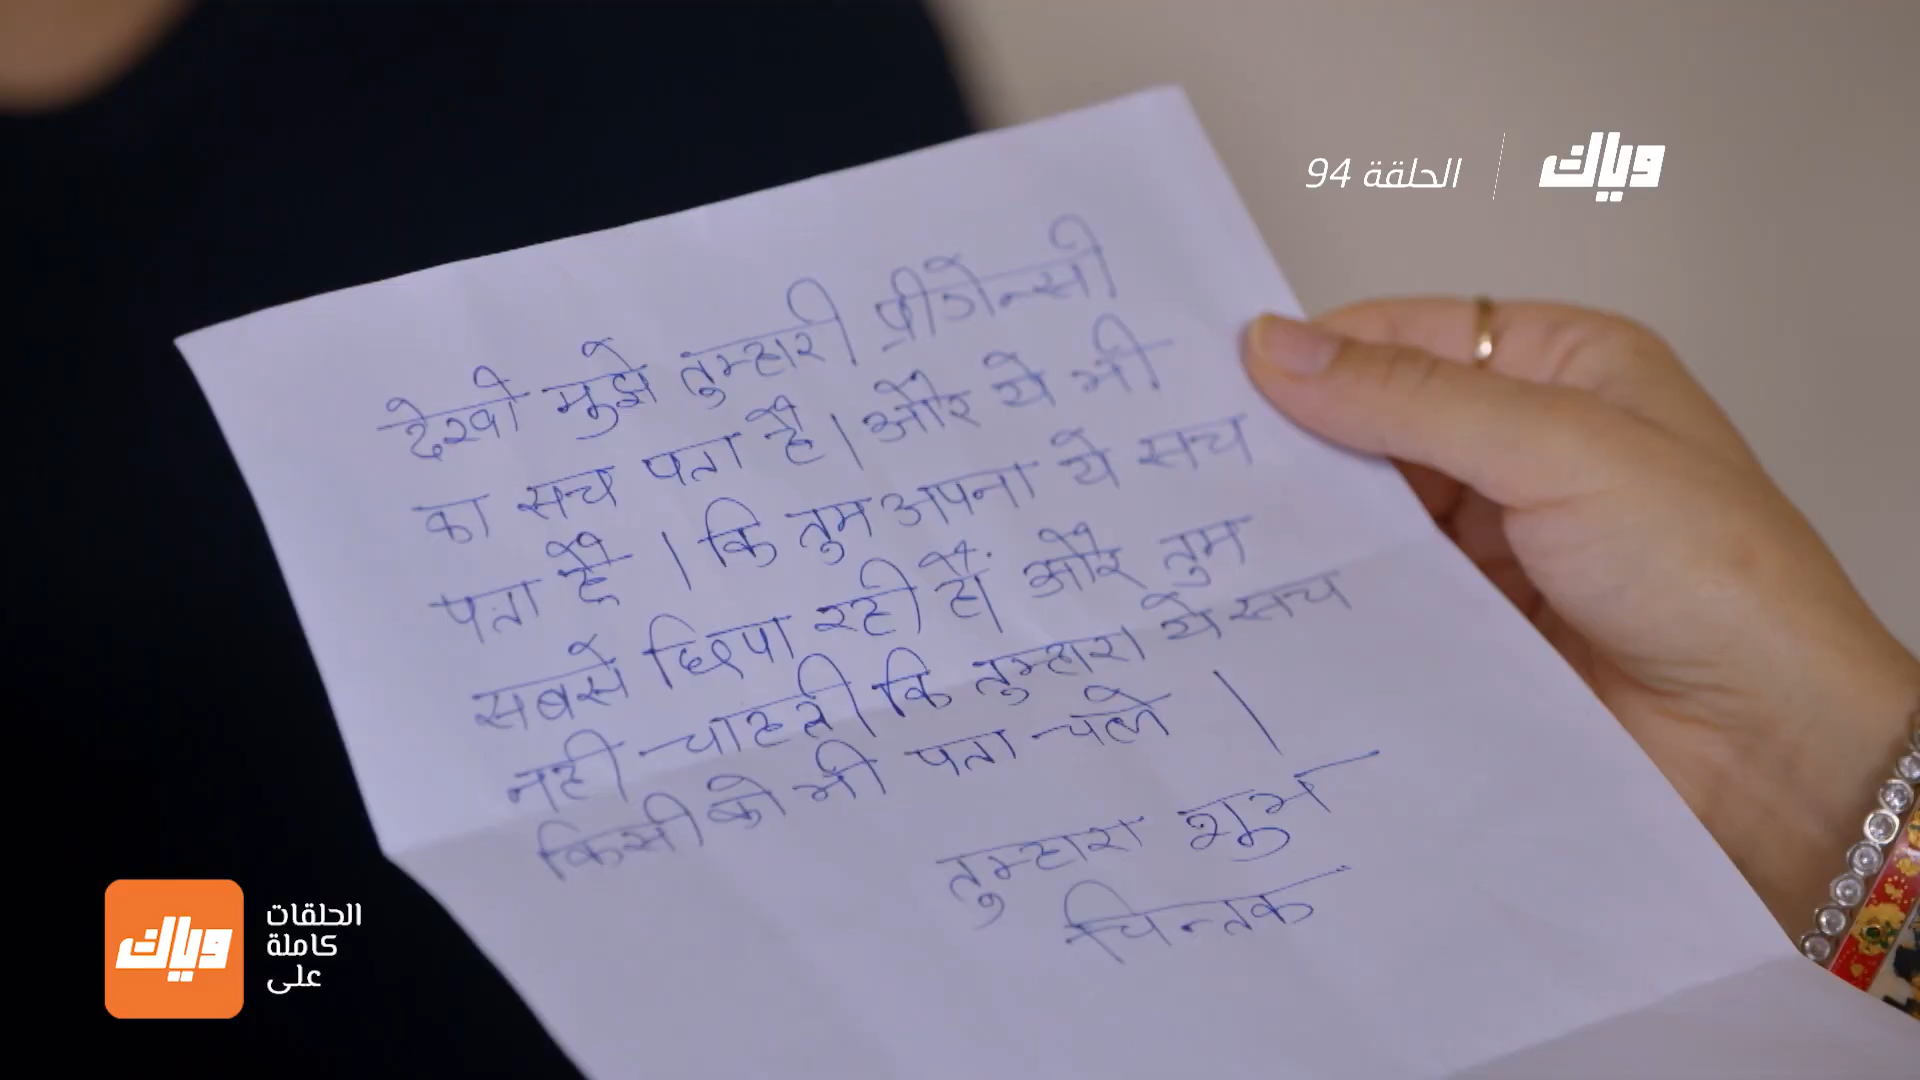 الحلقة 94
وياك
देखो मुझे तुम्हारी प्रीगेन्सी
का सच पता है। और ये भी
पता है। कि तुम अपना ये सच
सबसे छिपा रही हैं और तुम
नही चाहती कि तुम्हारा ये सच
किसी को भी पता चले।
तुम्हारा शुभ
चिन्तक
وياك
الحلقات
كاملة
على